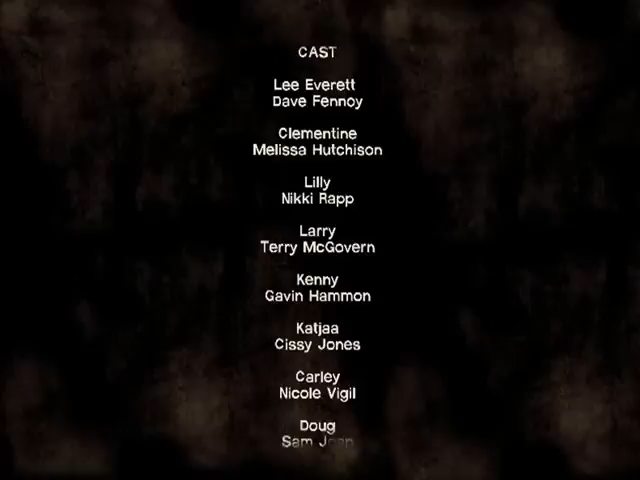 CAST
Lee Everett
Dave Fennoy
Clementine
Melissa Hutchison
Lilly
Nikki Rapp
Larry
Terry McGovern
Kenny
Gavin Hammon
Katjaa
Cissy Jones
Carley
Nicole Vigil
Doug
Sam